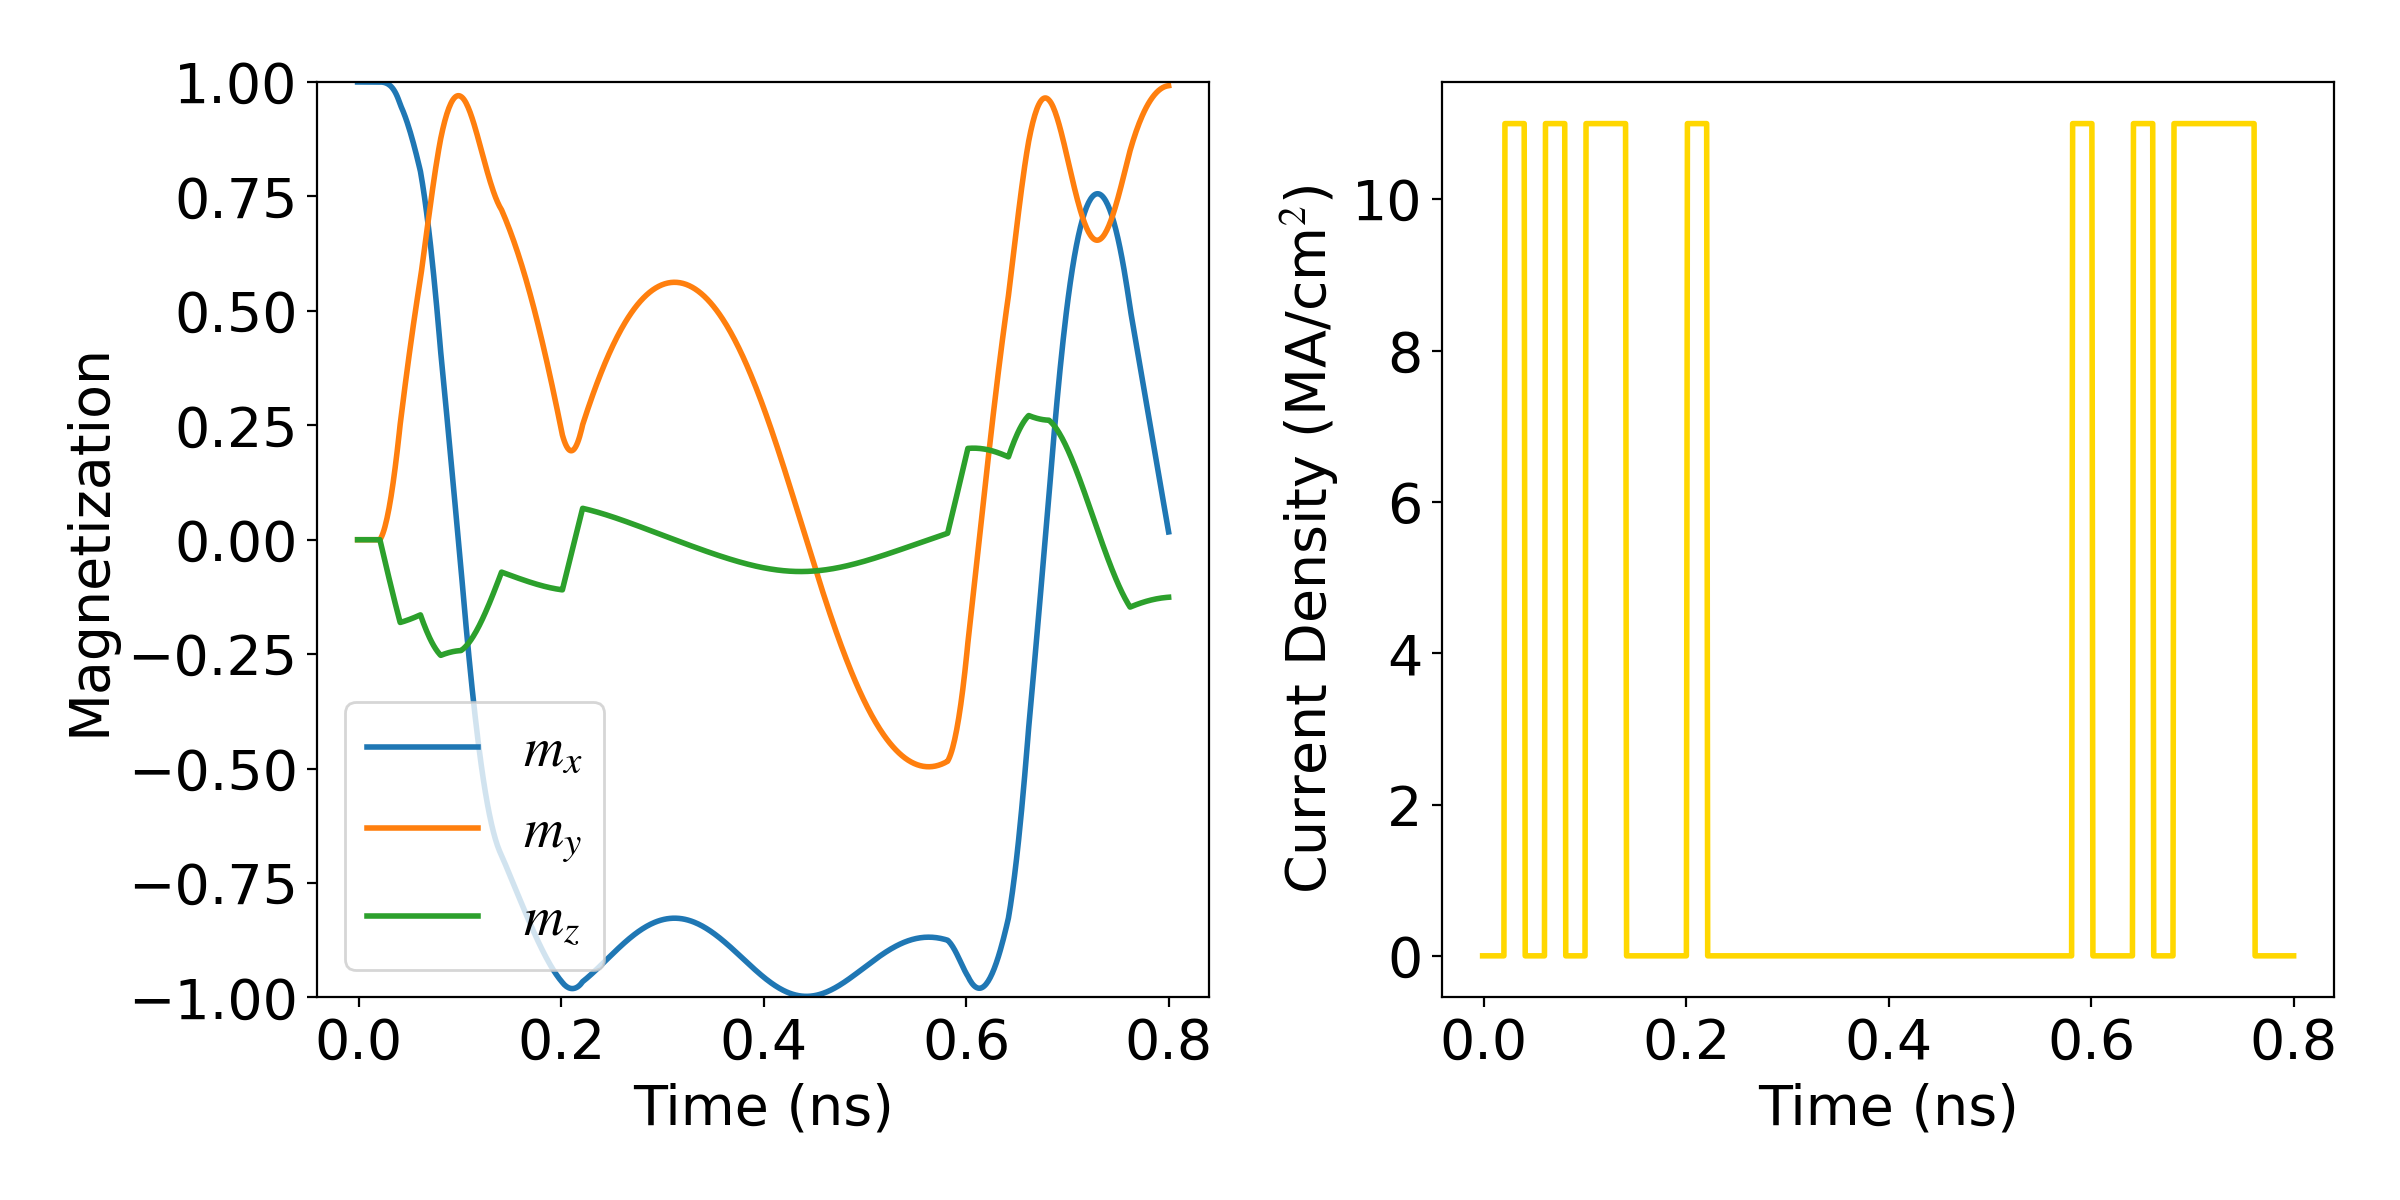 1.00
0.75
0.50
0.25
0.00
−0.25
−0.50
−0.75
−1.00
Magnetization
m_x
m_y
m_z
0.0 0.2 0.4 0.6 0.8
Time (ns)
10
8
6
4
2
0
Current Density (MA/cm²)
0.0 0.2 0.4 0.6 0.8
Time (ns)